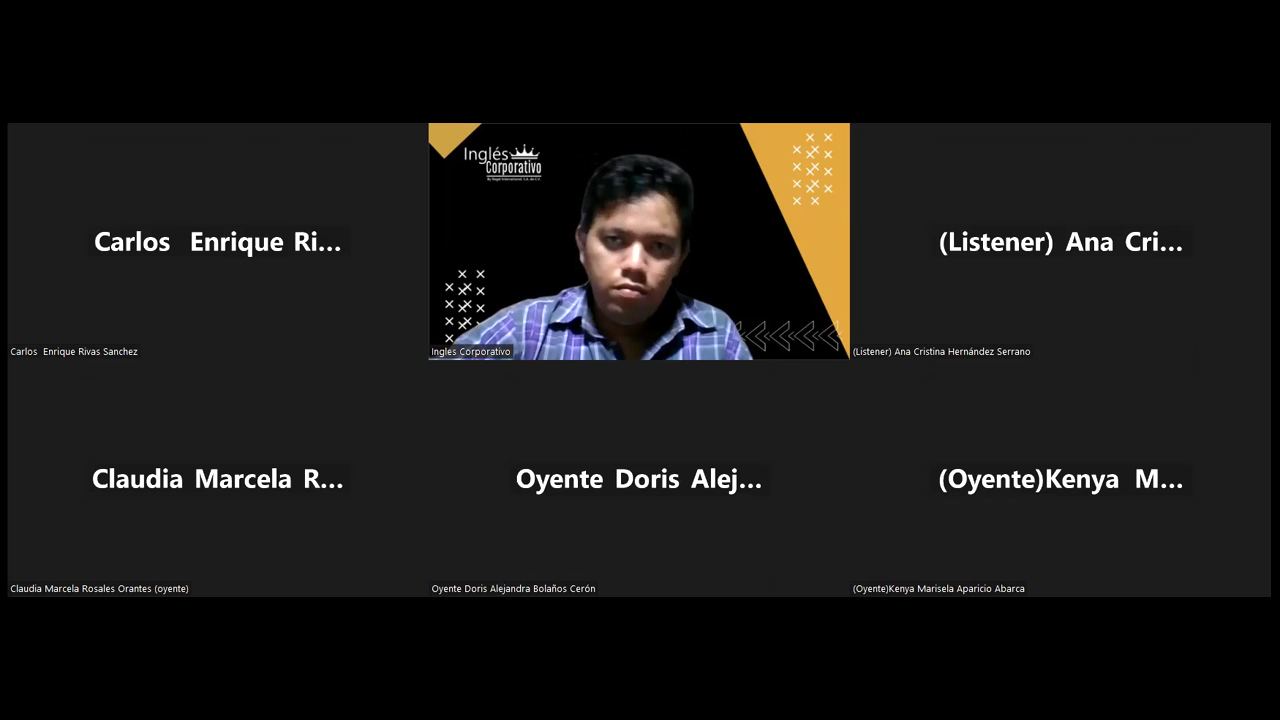 Carlos Enrique Ri...
Carlos Enrique Rivas Sanchez
Inglés
Corporativo
Ingles Corporativo
(Listener) Ana Cri...
(Listener) Ana Cristina Hernández Serrano
Claudia Marcela R...
Claudia Marcela Rosales Orantes (oyente)
Oyente Doris Alej...
Oyente Doris Alejandra Bolaños Cerón
(Oyente)Kenya M...
(Oyente)Kenya Marisela Aparicio Abarca